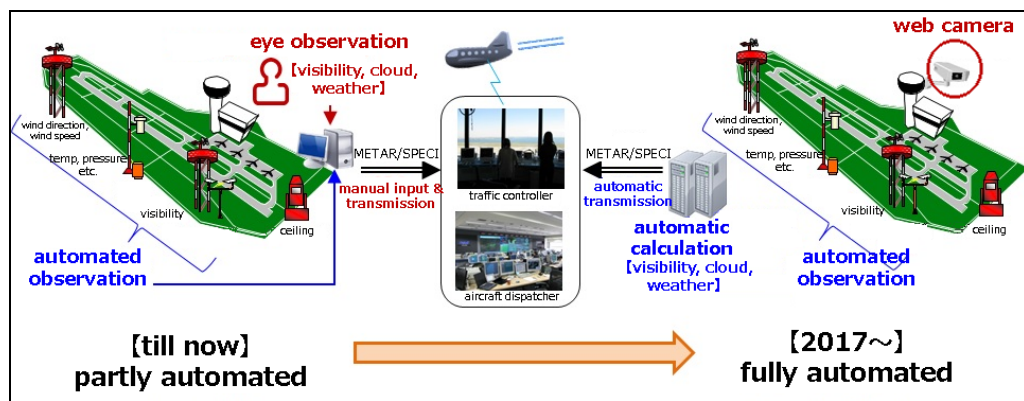 eye observation
【visibility, cloud,
weather】
wind direction,
wind speed
temp, pressure
etc.
visibility
ceiling
automated
observation
METAR/SPECI
manual input &
transmission
traffic controller
aircraft dispatcher
METAR/SPECI
automatic
transmission
automatic
calculation
【visibility, cloud,
weather】
web camera
wind direction,
wind speed
temp, pressure,
etc.
visibility
ceiling
automated
observation
【till now】
partly automated
【2017～】
fully automated